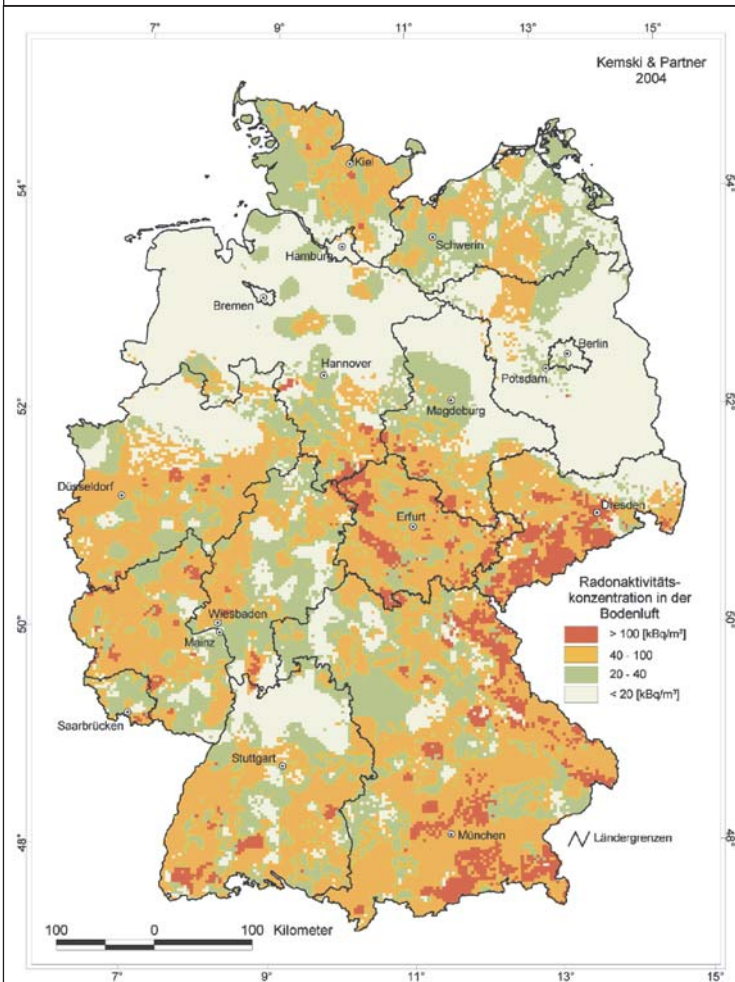 7° 9° 11° 13° 15°
Kemski & Partner
2004
Kiel
54° 54°
Schwerin
Hamburg
Bremen
Berlin
Hannover
Potsdam
Magdeburg
52° 52°
Düsseldorf
Dresden
Erfurt
Radonaktivitäts-
konzentration in der
Bodenluft
> 100 [kBq/m³]
40 - 100
20 - 40
< 20 [kBq/m³]
50° 50°
Wiesbaden
Mainz
Saarbrücken
Stuttgart
48° 48°
München
Ländergrenzen
100 0 100 Kilometer
7° 9° 11° 13° 15°